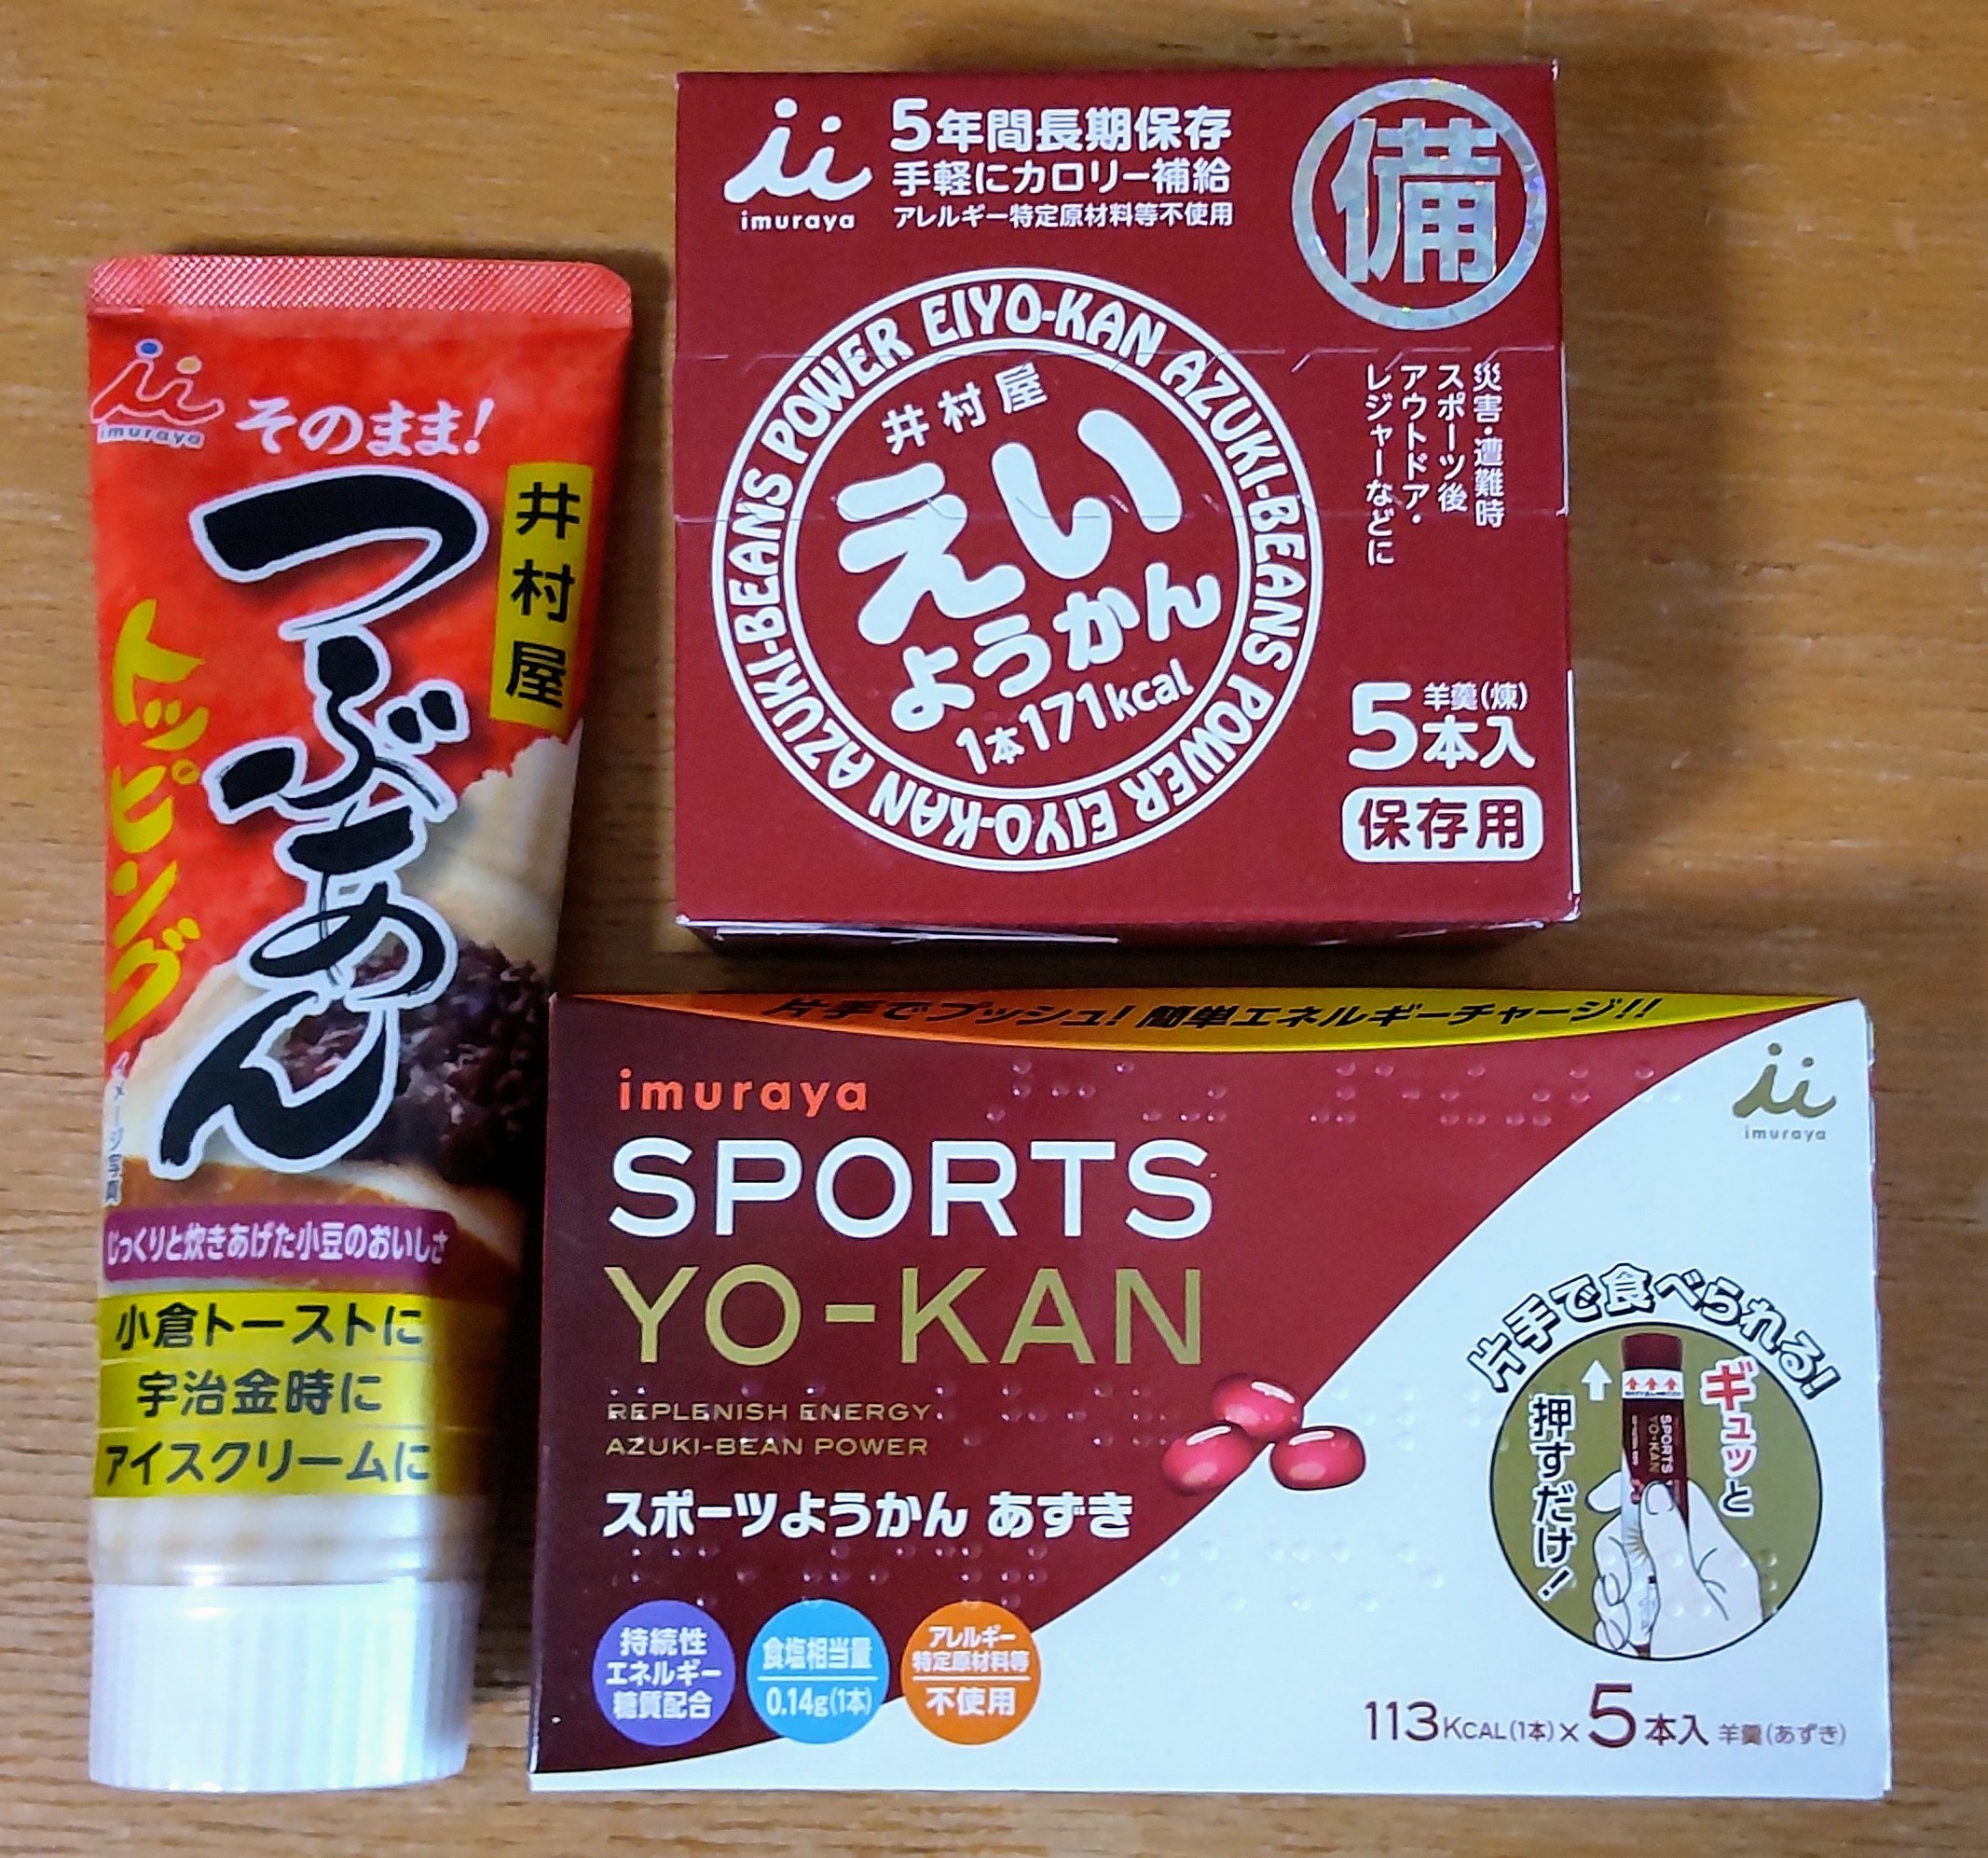 imuraya
そのまま!
井村屋
つぶあん
トッピング
イメージ写真
じっくりと炊きあげた小豆のおいしさ
小倉トーストに
宇治金時に
アイスクリームに
imuraya
5年間長期保存
手軽にカロリー補給
アレルギー特定原材料等不使用
備
災害・遭難時
スポーツ後
アウトドア・
レジャーなどに
AZUKI-BEANS POWER EIYO-KAN AZUKI-BEANS POWER EIYO-KAN
井村屋
えい
ようかん
1本171kcal
羊羹(煉)
5本入
保存用
片手でプッシュ!簡単エネルギーチャージ!!
imuraya
imuraya
SPORTS
YO-KAN
REPLENISH ENERGY
AZUKI-BEAN POWER
スポーツようかん あずき
持続性
エネルギー
糖質配合
食塩相当量
0.14g(1本)
アレルギー
特定原材料等
不使用
片手で食べられる!
ギュッと
押すだけ!
SPORTS
YO-KAN
113KCAL(1本)×5本入 羊羹(あずき)